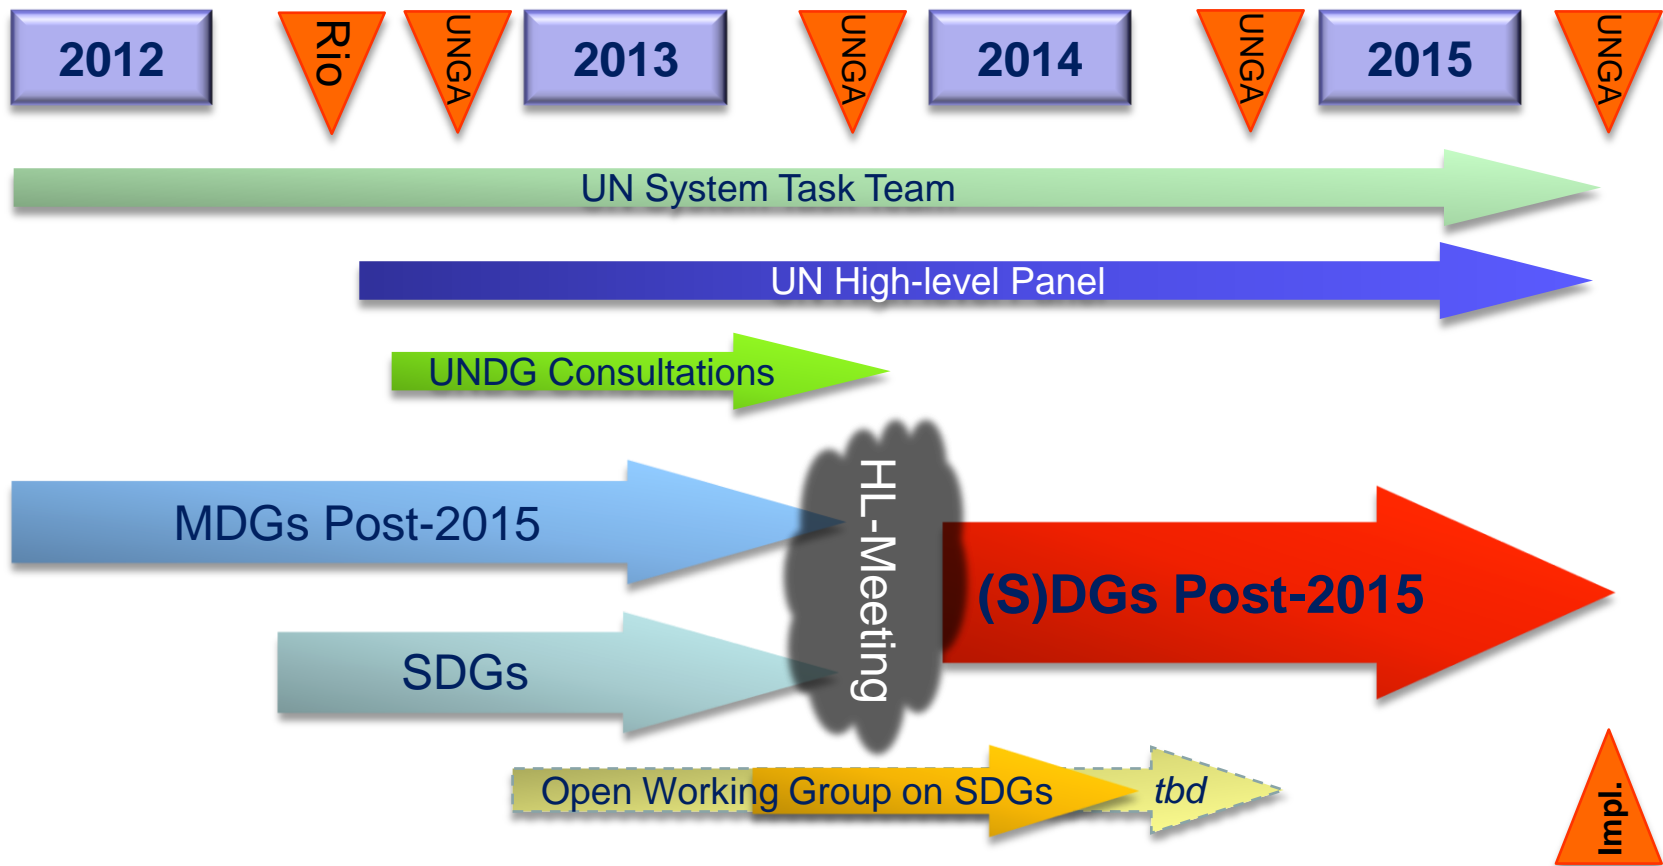 2012
Rio
UNGA
2013
UNGA
2014
UNGA
2015
UNGA
UN System Task Team
UN High-level Panel
UNDG Consultations
MDGs Post-2015
HL-Meeting
(S)DGs Post-2015
SDGs
Open Working Group on SDGs
tbd
Impl.